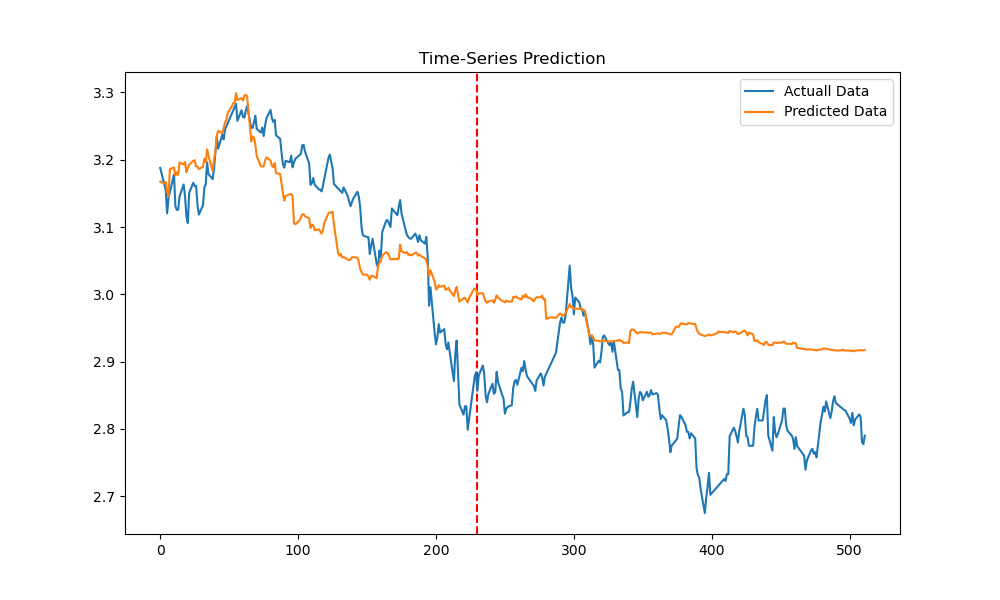 Time-Series Prediction
Actuall Data
Predicted Data
3.3
3.2
3.1
3.0
2.9
2.8
2.7
0 100 200 300 400 500